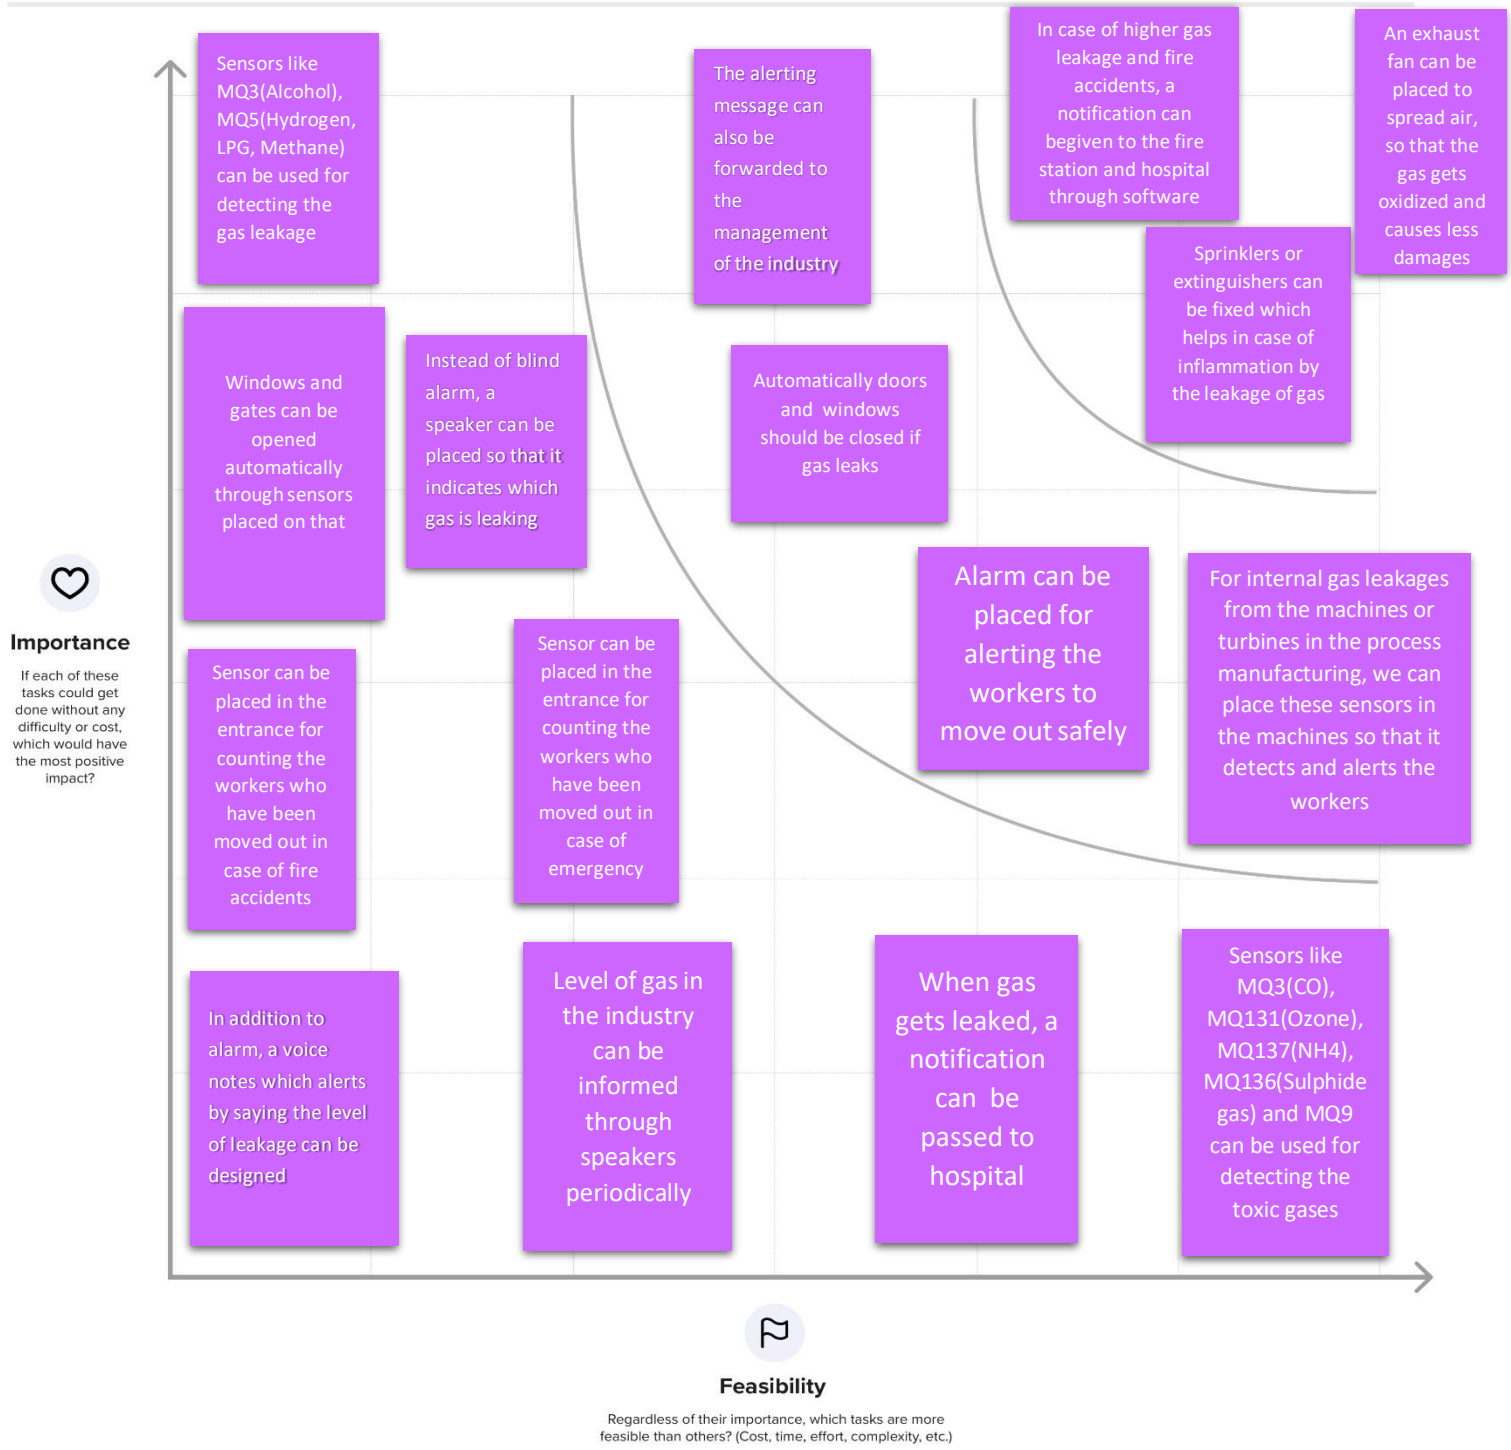 Sensors like
MQ3(Alcohol),
MQ5(Hydrogen,
LPG, Methane)
can be used for
detecting the
gas leakage
The alerting
message can
also be
forwarded to
the
management
of the industry
In case of higher gas
leakage and fire
accidents, a
notification can
begiven to the fire
station and hospital
through software
An exhaust
fan can be
placed to
spread air,
so that the
gas gets
oxidized and
causes less
damages
Sprinklers or
extinguishers can
be fixed which
helps in case of
inflammation by
the leakage of gas
Windows and
gates can be
opened
automatically
through sensors
placed on that
Instead of blind
alarm, a
speaker can be
placed so that it
indicates which
gas is leaking
Automatically doors
and windows
should be closed if
gas leaks
Importance
If each of these
tasks could get
done without any
difficulty or cost,
which would have
the most positive
impact?
Alarm can be
placed for
alerting the
workers to
move out safely
For internal gas leakages
from the machines or
turbines in the process
manufacturing, we can
place these sensors in
the machines so that it
detects and alerts the
workers
Sensor can be
placed in the
entrance for
counting the
workers who
have been
moved out in
case of fire
accidents
Sensor can be
placed in the
entrance for
counting the
workers who
have been
moved out in
case of
emergency
In addition to
alarm, a voice
notes which alerts
by saying the level
of leakage can be
designed
Level of gas in
the industry
can be
informed
through
speakers
periodically
When gas
gets leaked, a
notification
can be
passed to
hospital
Sensors like
MQ3(CO),
MQ131(Ozone),
MQ137(NH4),
MQ136(Sulphide
gas) and MQ9
can be used for
detecting the
toxic gases
Feasibility
Regardless of their importance, which tasks are more
feasible than others? (Cost, time, effort, complexity, etc.)